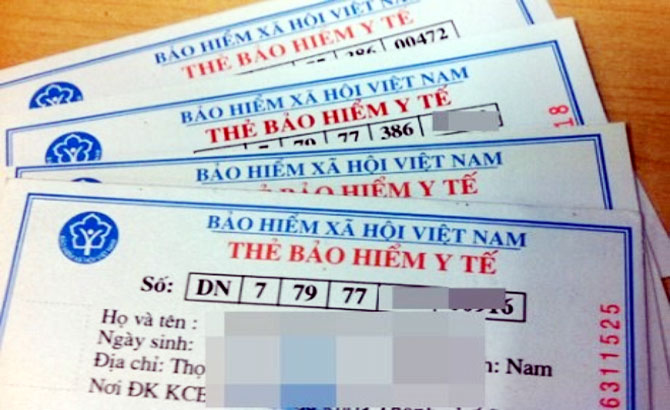 BẢO HIỂM XÃ HỘI VIỆT NAM
THẺ BẢO HIỂM Y TẾ
386 00472
BẢO HIỂM XÃ HỘI VIỆT NAM
THẺ BẢO HIỂM Y TẾ
7 79 77 386
18
BẢO HIỂM XÃ HỘI VIỆT NAM
THẺ BẢO HIỂM Y TẾ
BẢO HIỂM XÃ HỘI VIỆT NAM
THẺ BẢO HIỂM Y TẾ
Số: DN 7 79 77
Họ và tên :
Ngày sinh:
Địa chỉ: Thọ : Nam
Nơi ĐK KCB
6311525